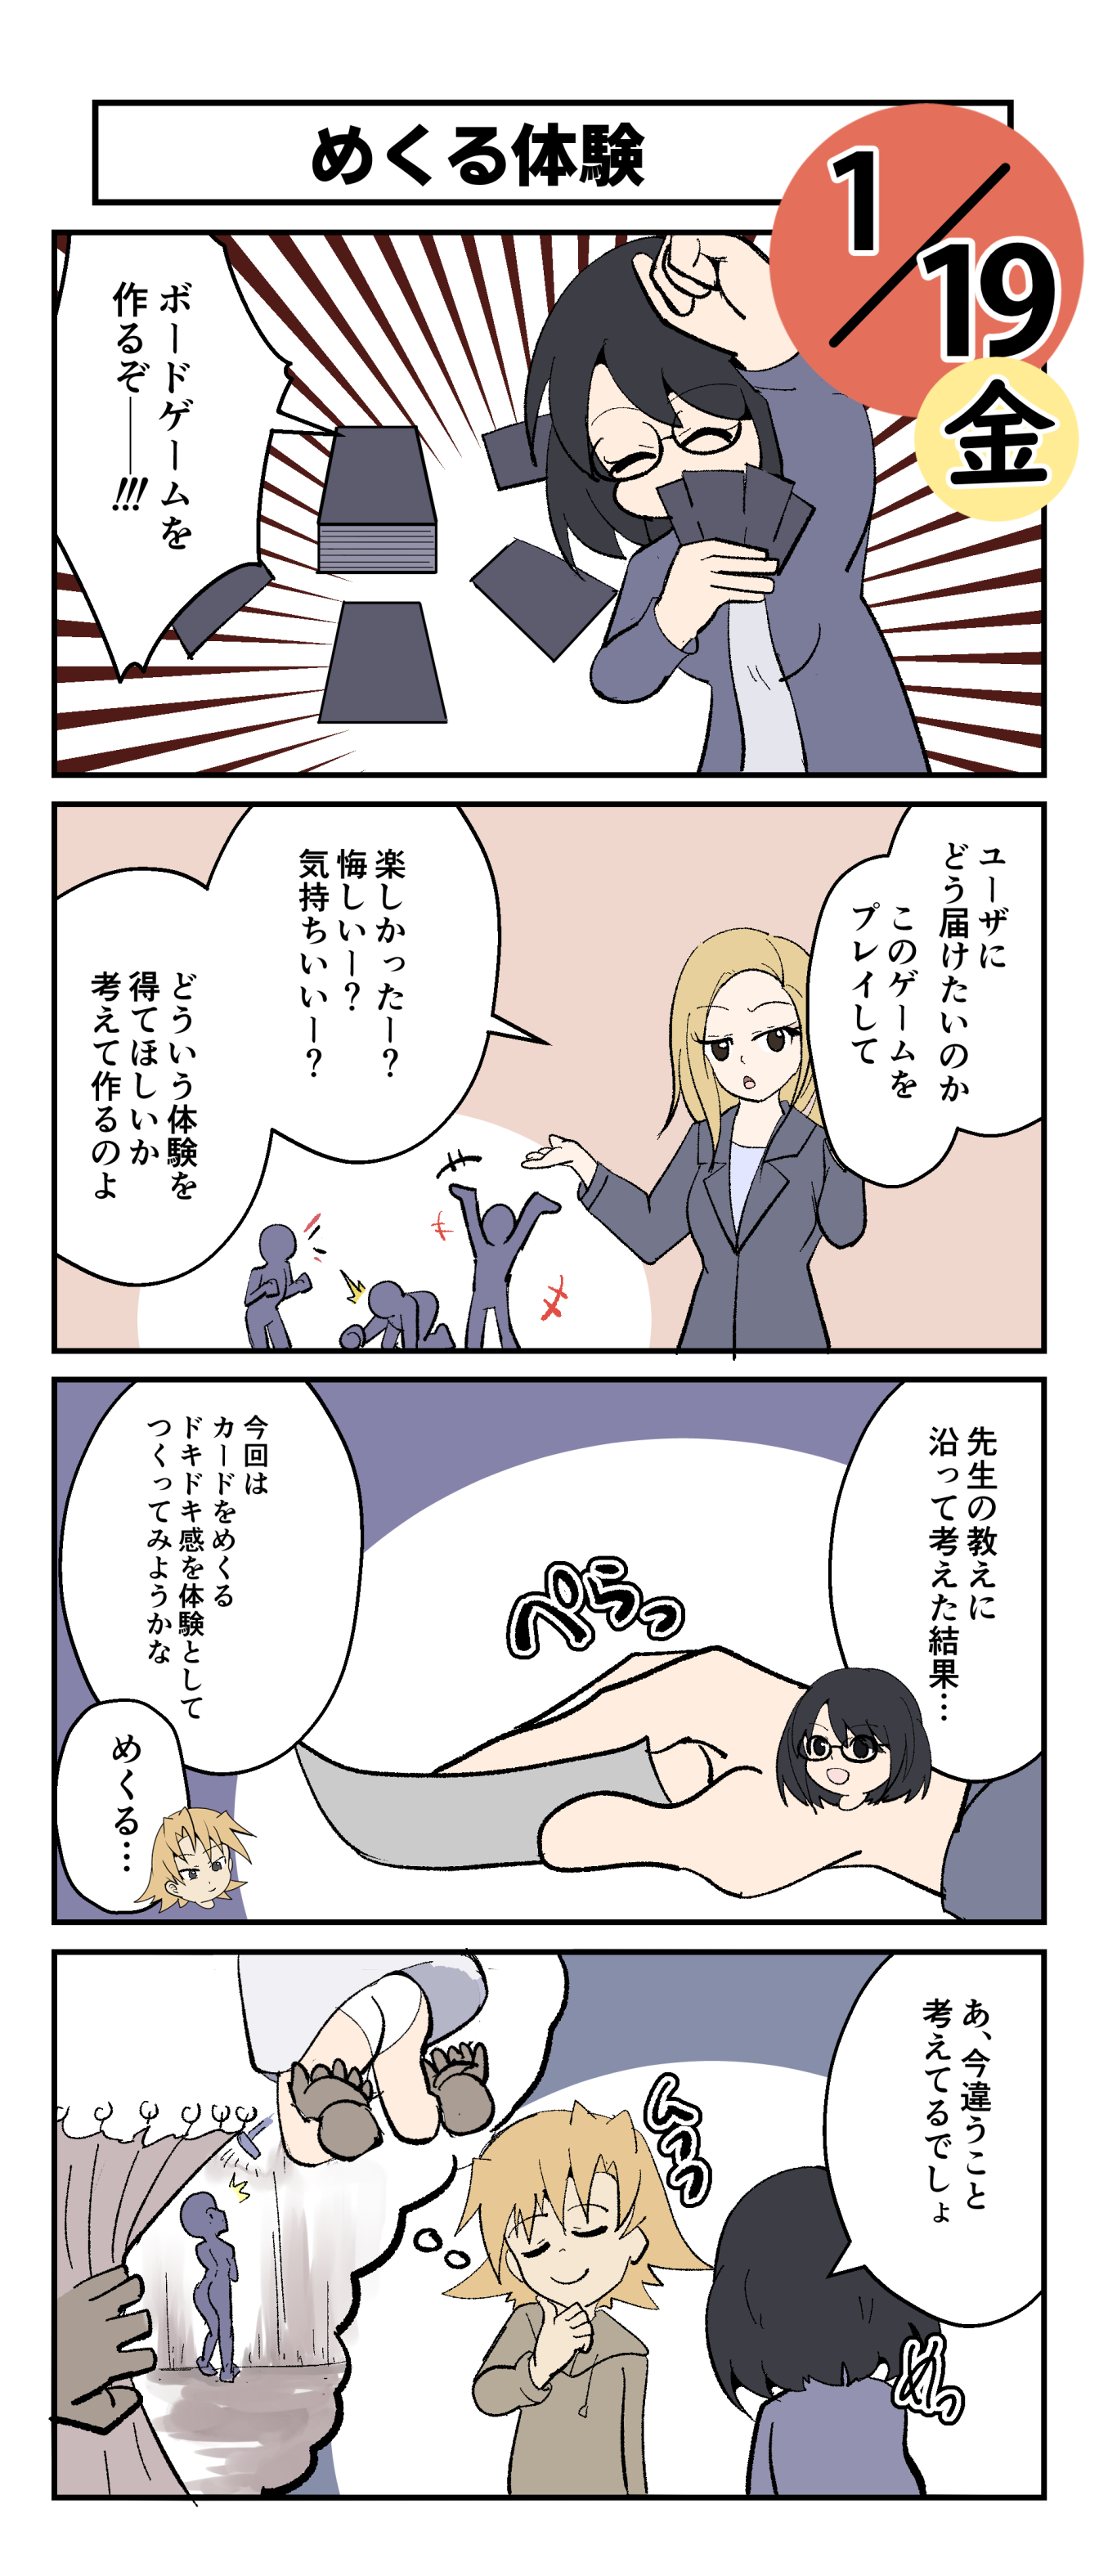 めくる体験
1/19
金
ボードゲームを
作るぞ――!!!
ユーザに
どう届けたいのか
このゲームを
プレイして
楽しかったー？
悔しいー？
気持ちいいー？
どういう体験を
得てほしいか
考えて作るのよ
先生の教えに
沿って考えた結果…
ぺらっ
今回は
カードをめくる
ドキドキ感を体験として
つくってみようかな
めくる…
あ、今違うこと
考えてるでしょ
ムフフ